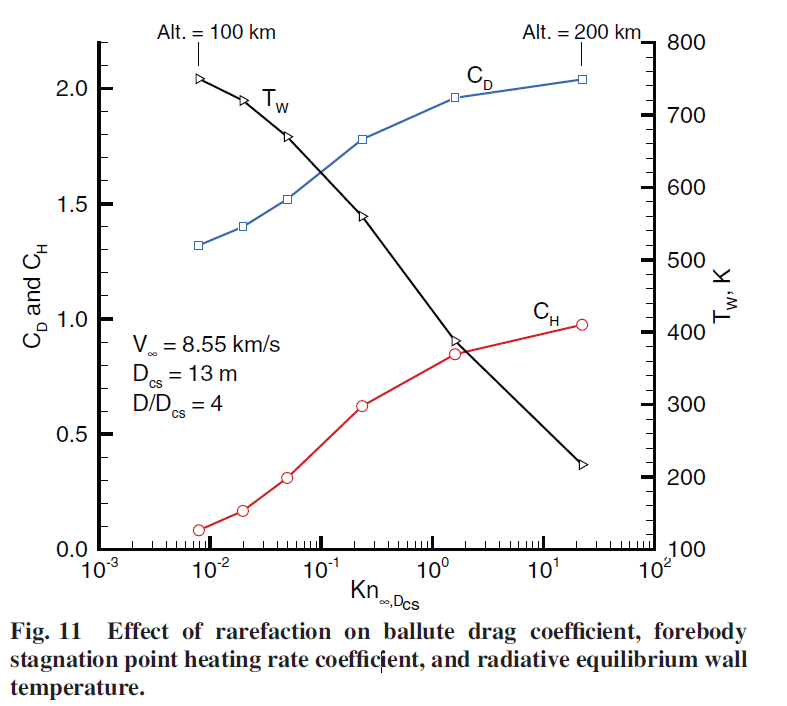 Alt. = 100 km
Alt. = 200 km
C_D and C_H
2.0
1.5
1.0
0.5
0.0
T_W
C_D
C_H
V_∞ = 8.55 km/s
D_cs = 13 m
D/D_cs = 4
800
700
600
500
400
300
200
100
T_W, K
10^-3
10^-2
10^-1
10^0
10^1
10^2
Kn_∞,D_cs
Fig. 11 Effect of rarefaction on ballute drag coefficient, forebody
stagnation point heating rate coefficient, and radiative equilibrium wall
temperature.